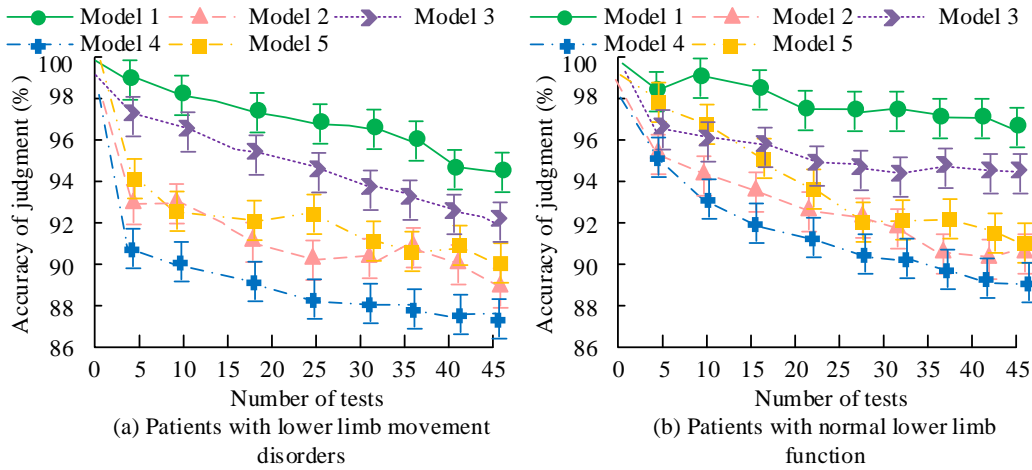 Model 1 Model 2 Model 3
Model 4 Model 5
Accuracy of judgment (%)
100
98
96
94
92
90
88
86
0 5 10 15 20 25 30 35 40 45
Number of tests
(a) Patients with lower limb movement
disorders
Model 1 Model 2 Model 3
Model 4 Model 5
Accuracy of judgment (%)
100
98
96
94
92
90
88
86
0 5 10 15 20 25 30 35 40 45
Number of tests
(b) Patients with normal lower limb
function